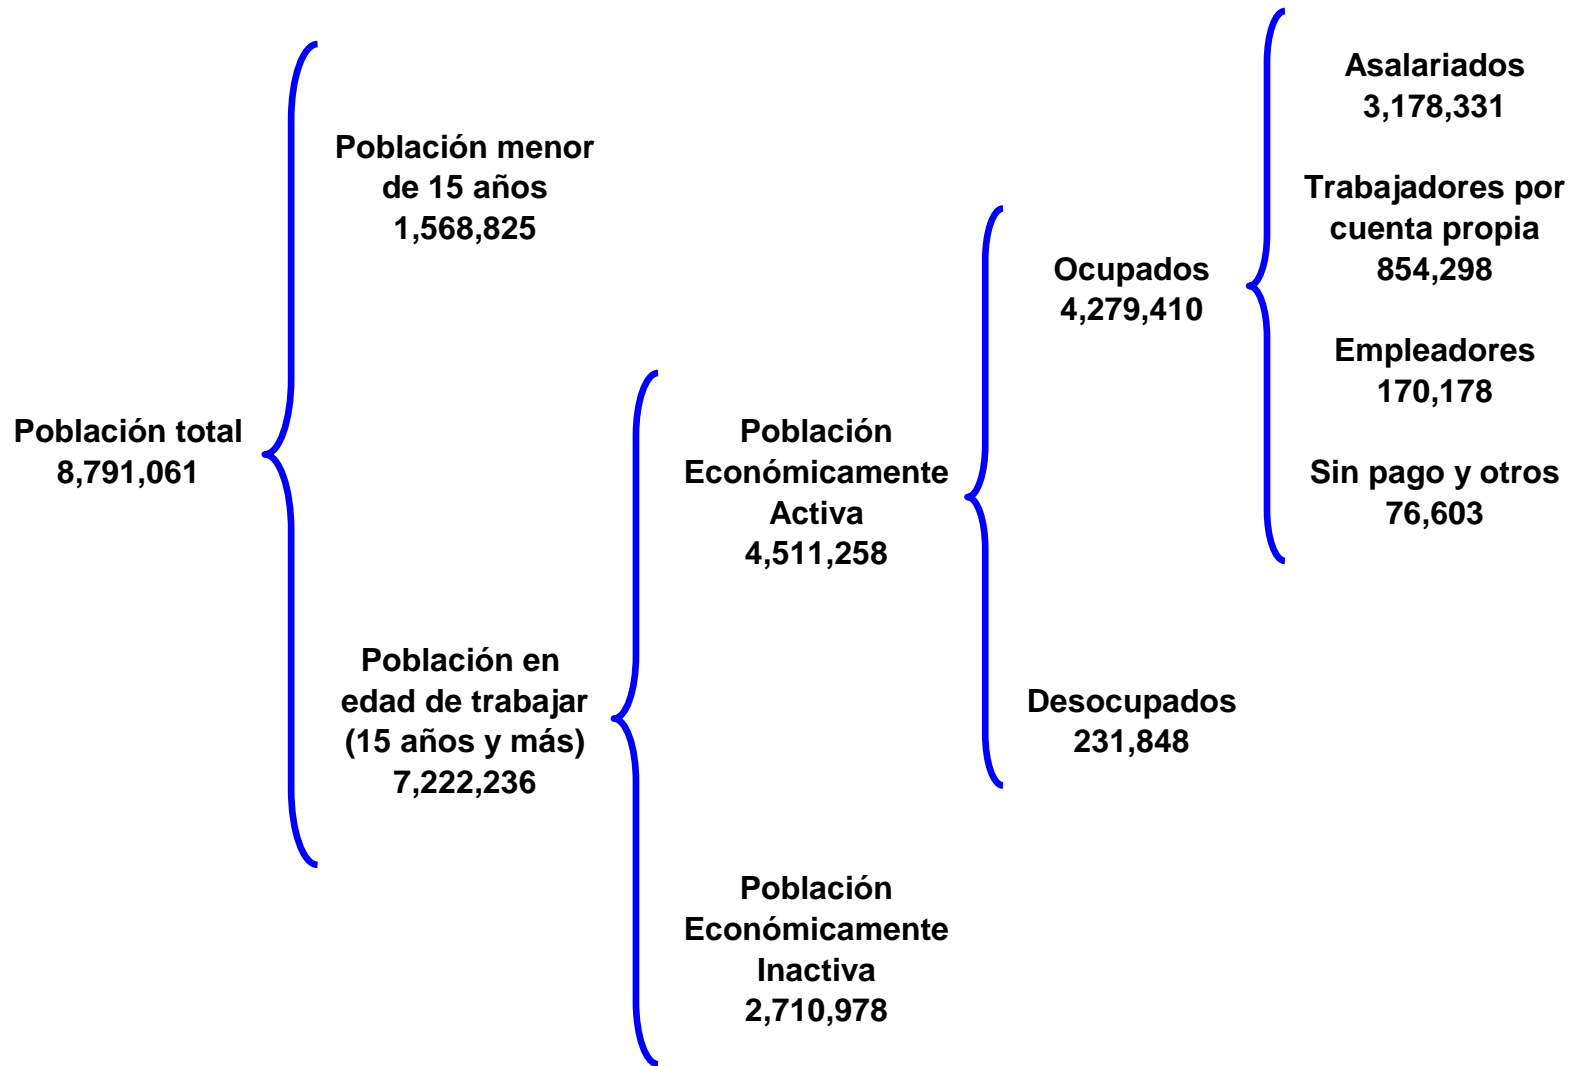 Población total
8,791,061
Población menor
de 15 años
1,568,825
Población en
edad de trabajar
(15 años y más)
7,222,236
Población
Económicamente
Activa
4,511,258
Población
Económicamente
Inactiva
2,710,978
Ocupados
4,279,410
Desocupados
231,848
Asalariados
3,178,331
Trabajadores por
cuenta propia
854,298
Empleadores
170,178
Sin pago y otros
76,603